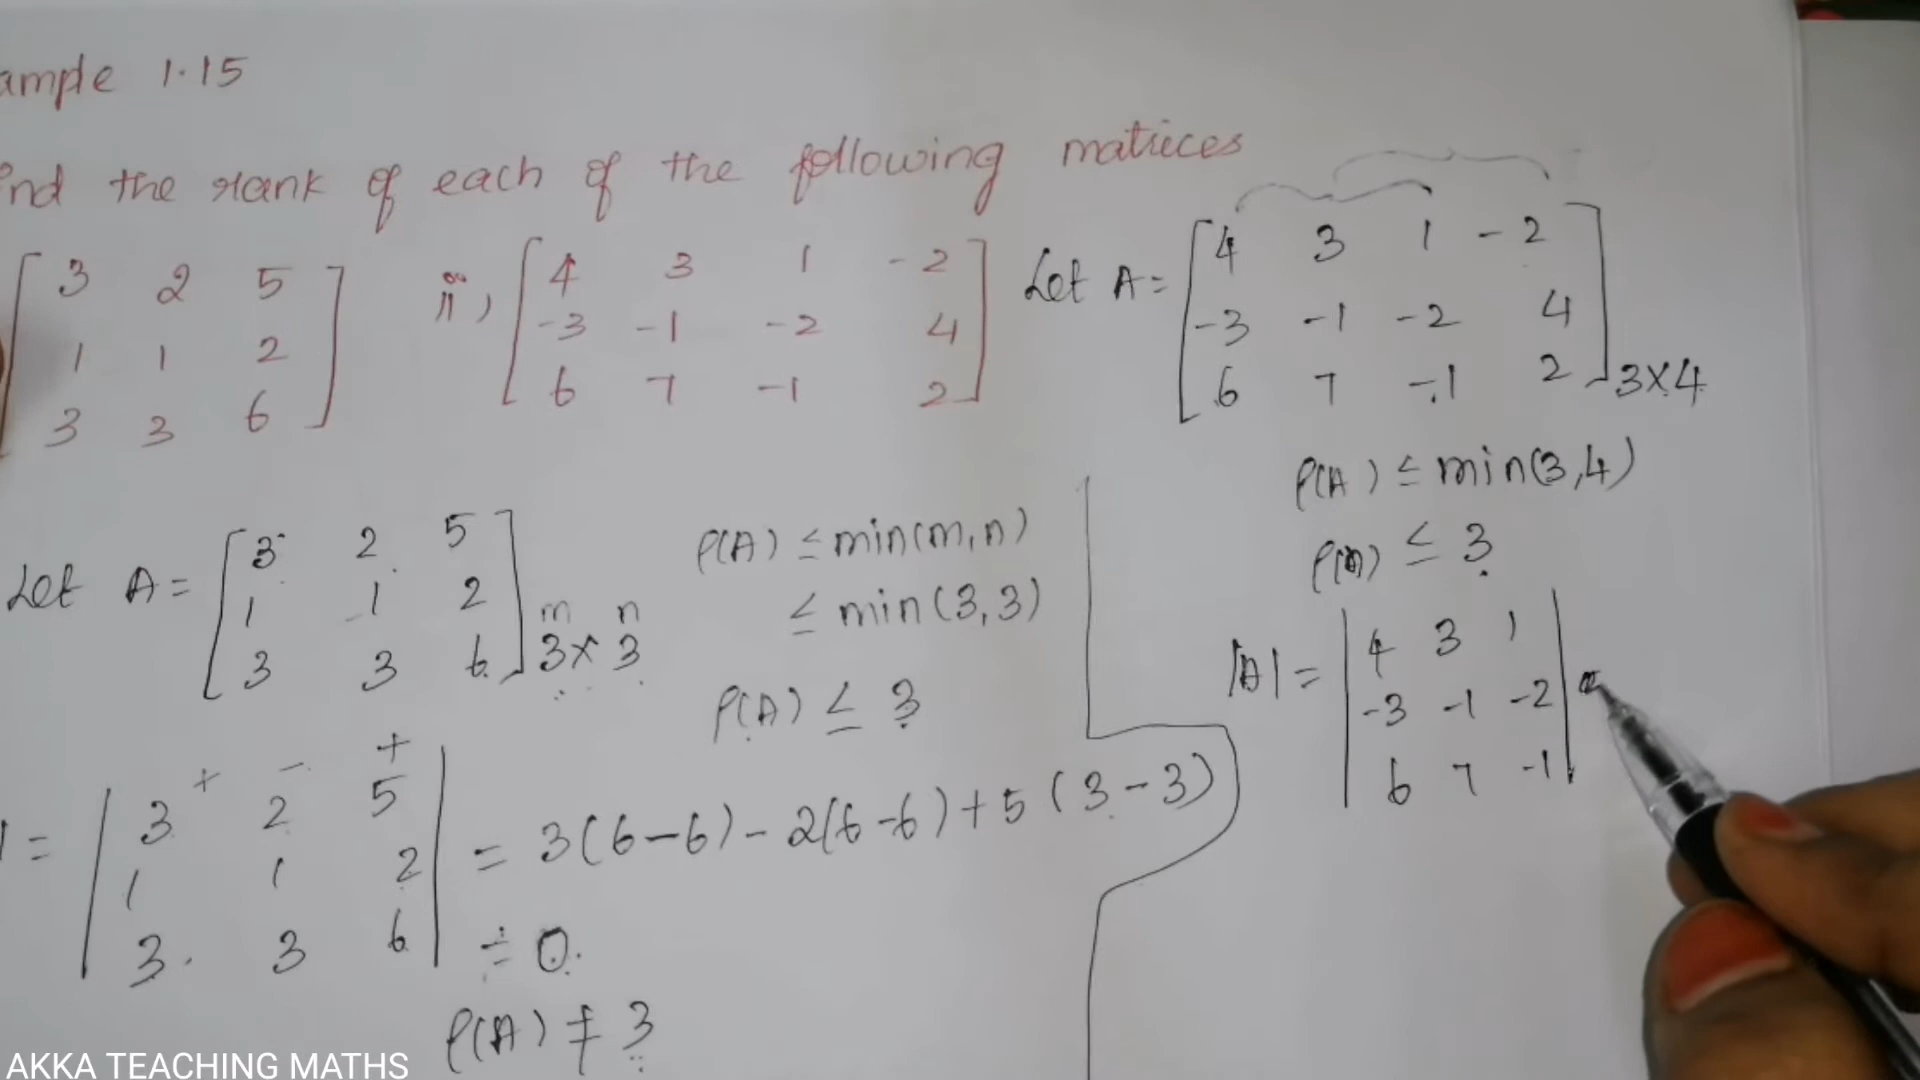 ample 1.15
ind the rank of each of the following matrices
[3 2 5
1 1 2
3 3 6]
ii) [4 3 1 -2
-3 -1 -2 4
6 7 -1 2]
Let A = [3 2 5
1 1 2
3 3 6] 3×3
m n
ρ(A) ≤ min(m,n)
≤ min(3,3)
ρ(A) ≤ 3
+ - +
| = |3 2 5
1 1 2
3 3 6| = 3(6-6)-2(6-6)+5(3-3)
= 0.
ρ(A) ≠ 3
Let A = [4 3 1 -2
-3 -1 -2 4
6 7 -1 2] 3×4
ρ(A) ≤ min(3,4)
ρ(A) ≤ 3
|A| = |4 3 1
-3 -1 -2
6 7 -1| =
AKKA TEACHING MATHS